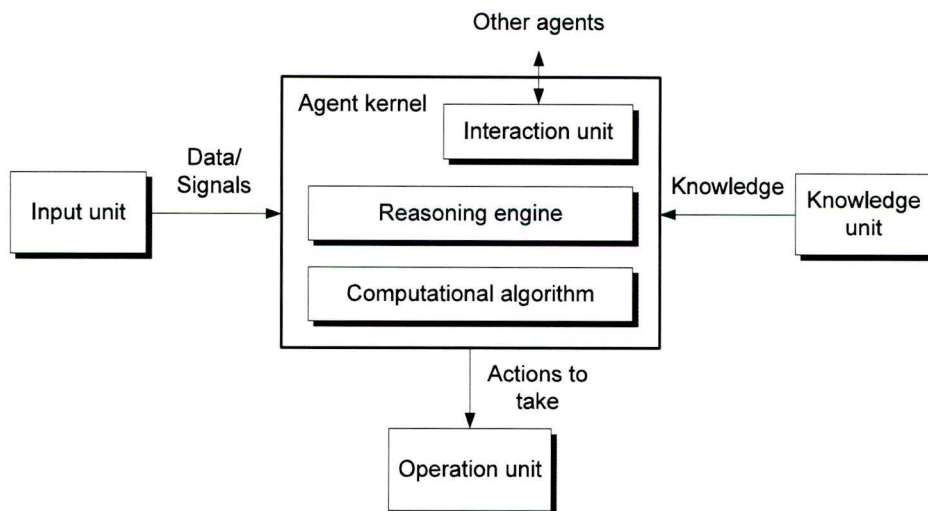 Other agents
Agent kernel
Interaction unit
Data/
Signals
Input unit
Reasoning engine
Knowledge
Knowledge
unit
Computational algorithm
Actions to
take
Operation unit